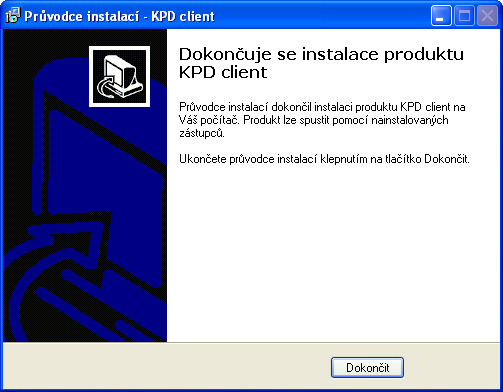 Průvodce instalací - KPD client
Dokončuje se instalace produktu
KPD client
Průvodce instalací dokončil instalaci produktu KPD client na
Váš počítač. Produkt lze spustit pomocí nainstalovaných
zástupců.
Ukončete průvodce instalací klepnutím na tlačítko Dokončit.
Dokončit